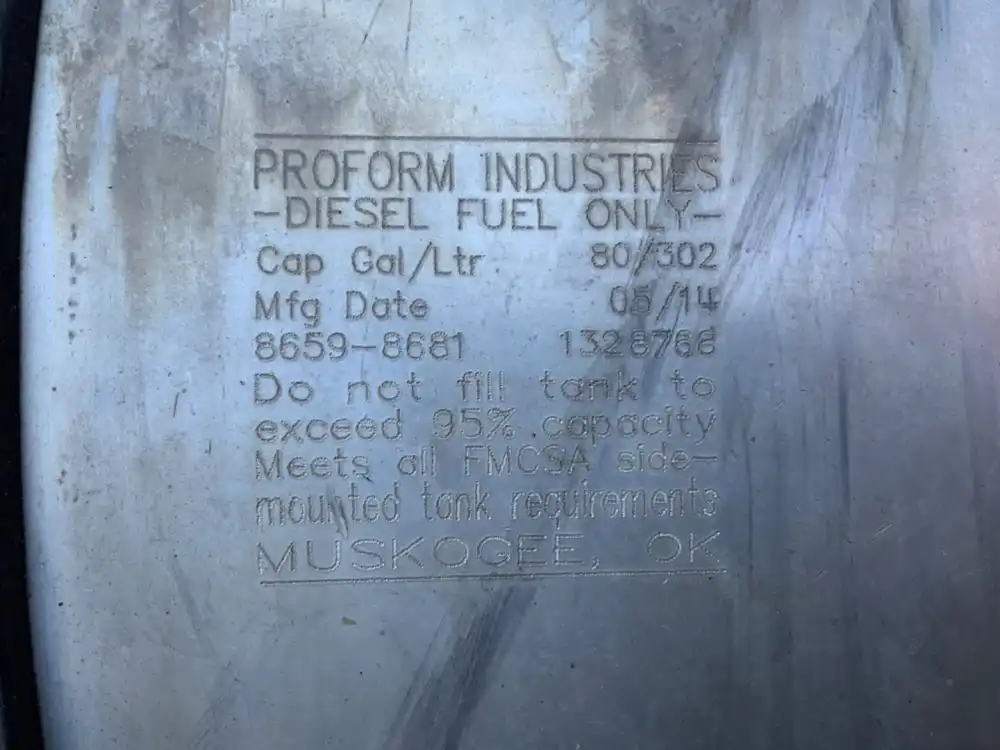 PROFORM INDUSTRIES
-DIESEL FUEL ONLY-
Cap Gal/Ltr 80/302
Mfg Date 05/14
8659-8681 1328766
Do not fill tank to
exceed 95% capacity
Meets all FMCSA side-
mounted tank requirements
MUSKOGEE, OK